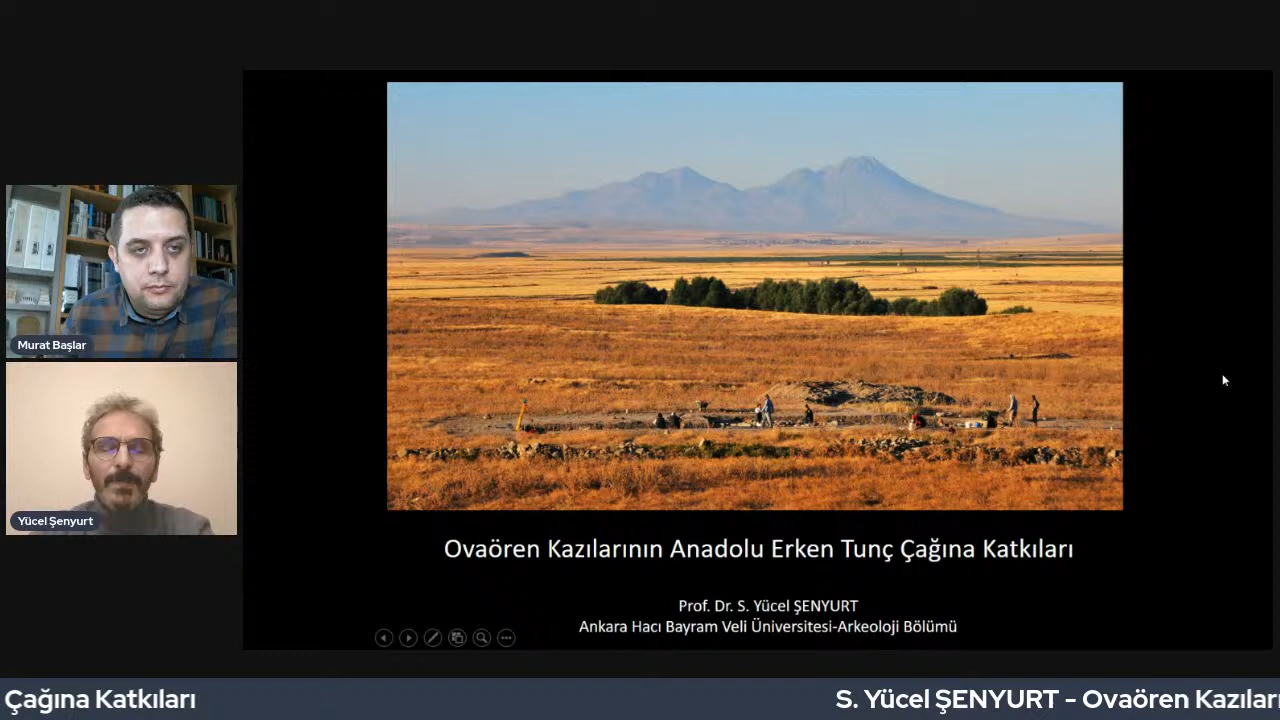 Murat Başlar
Yücel Şenyurt
Ovaören Kazılarının Anadolu Erken Tunç Çağına Katkıları
Prof. Dr. S. Yücel ŞENYURT
Ankara Hacı Bayram Veli Üniversitesi-Arkeoloji Bölümü
Çağına Katkıları
S. Yücel ŞENYURT - Ovaören Kazıları